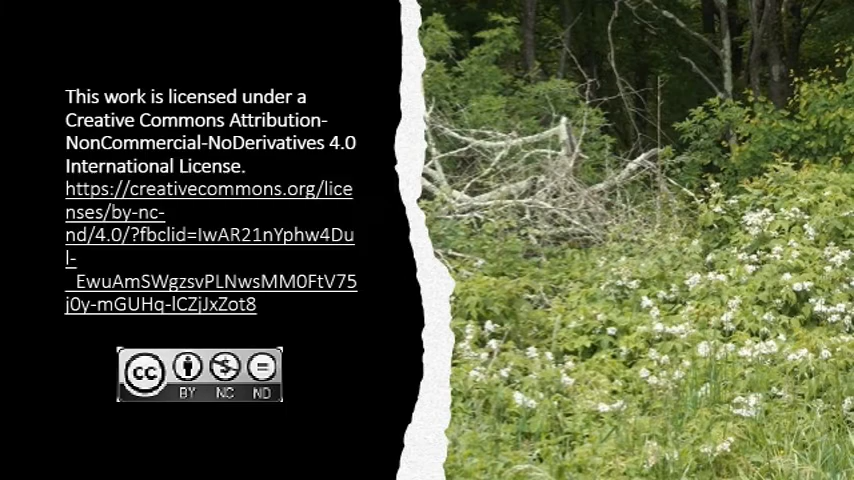 This work is licensed under a
Creative Commons Attribution-
NonCommercial-NoDerivatives 4.0
International License.
https://creativecommons.org/lice
nses/by-nc-
nd/4.0/?fbclid=IwAR21nYphw4Du
l-
_EwuAmSWgzsvPLNwsMM0FtV75
j0y-mGUHq-lCZjJxZot8
cc
BY NC ND